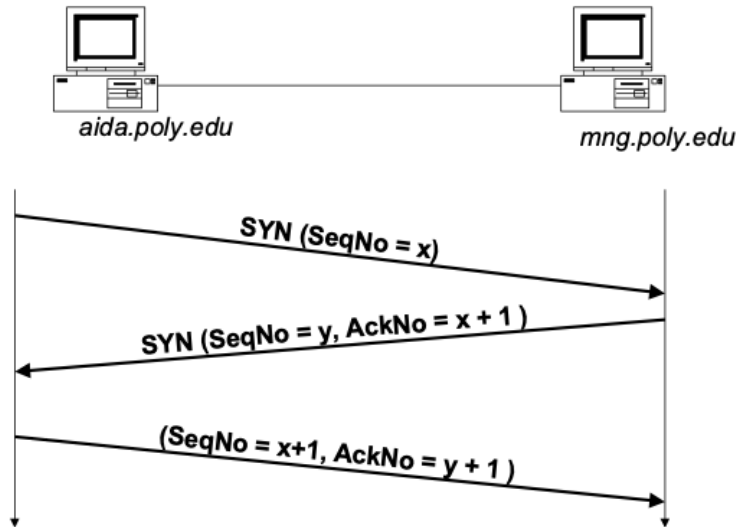 aida.poly.edu
mng.poly.edu
SYN (SeqNo = x)
SYN (SeqNo = y, AckNo = x + 1 )
(SeqNo = x+1, AckNo = y + 1 )